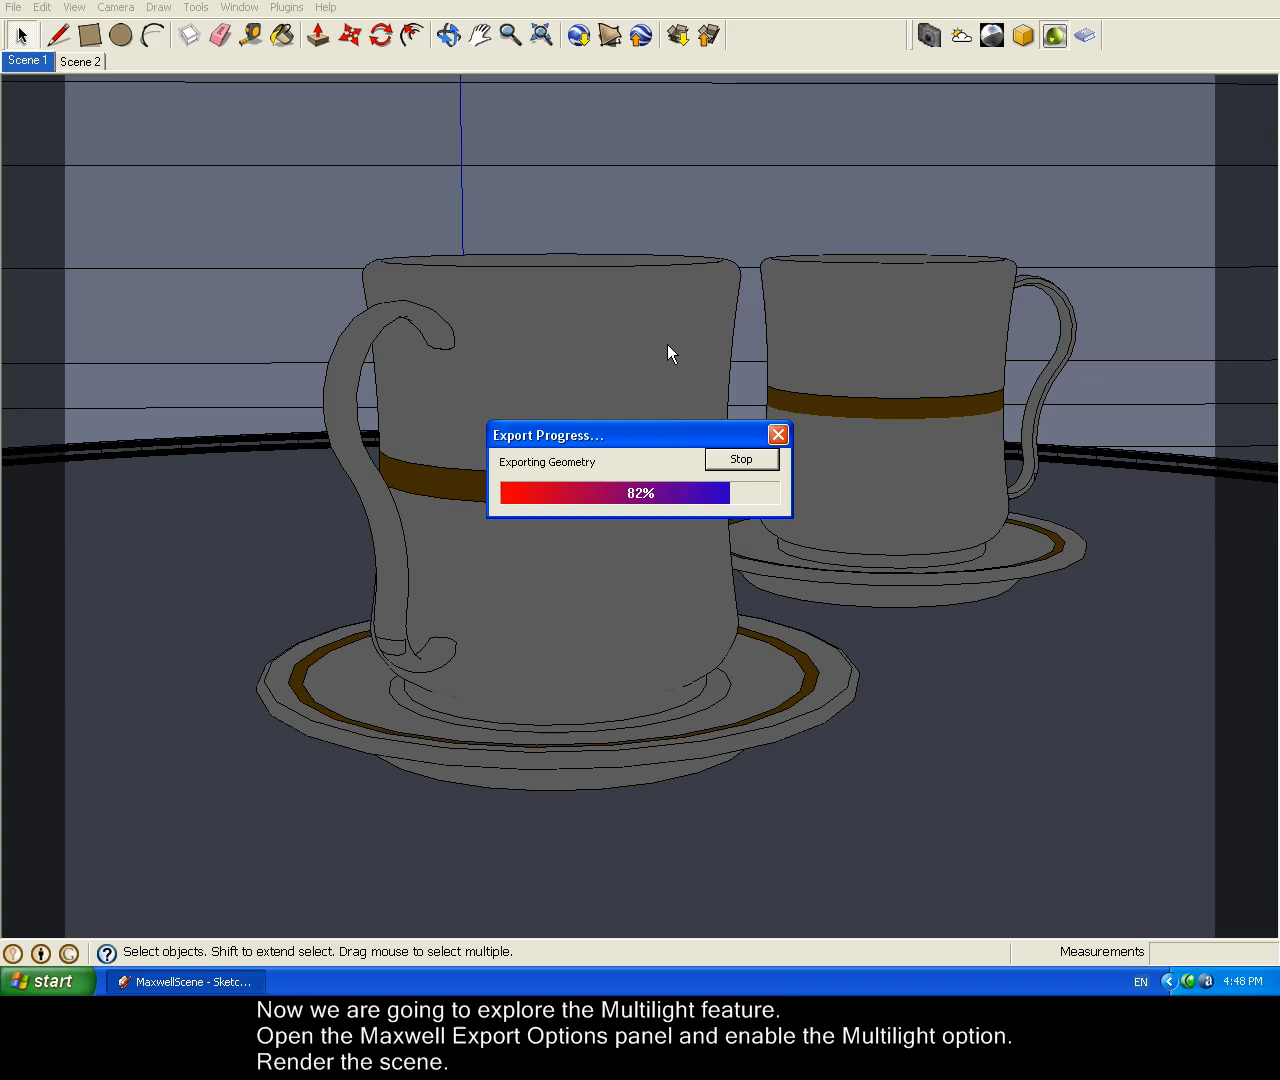 File Edit View Camera Draw Tools Window Plugins Help
Scene 1 Scene 2
Export Progress...
Exporting Geometry Stop
82%
Select objects. Shift to extend select. Drag mouse to select multiple. Measurements
start MaxwellScene - Sketc... EN 4:48 PM
Now we are going to explore the Multilight feature.
Open the Maxwell Export Options panel and enable the Multilight option.
Render the scene.